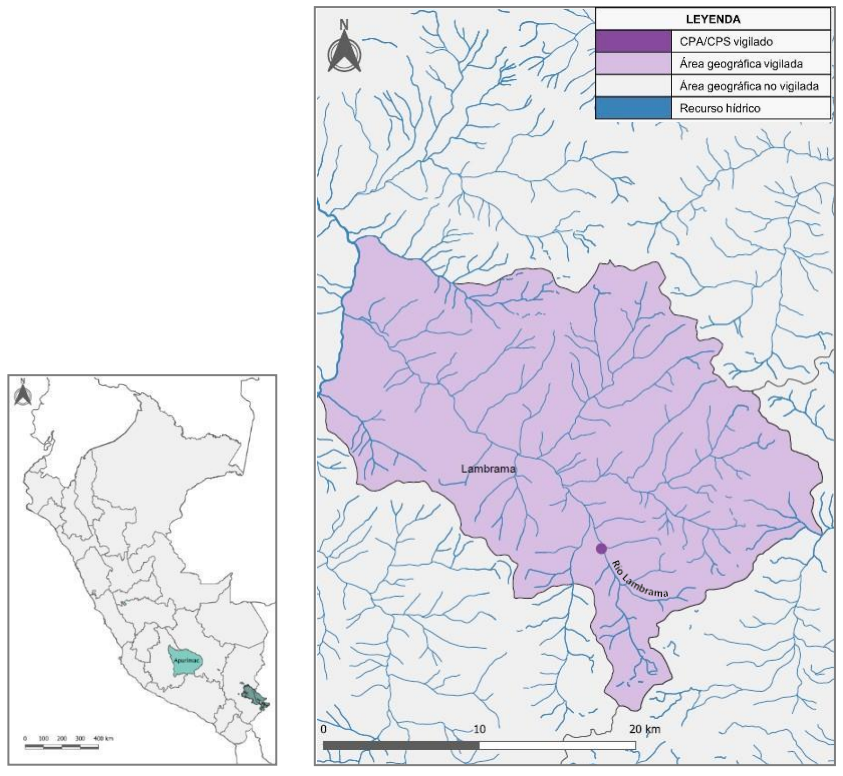 N
LEYENDA
CPA/CPS vigilado
Área geográfica vigilada
Área geográfica no vigilada
Recurso hídrico
Lambrama
Rio Lambrama
0 10 20 km
N
Apurímac
0 100 200 300 400 km